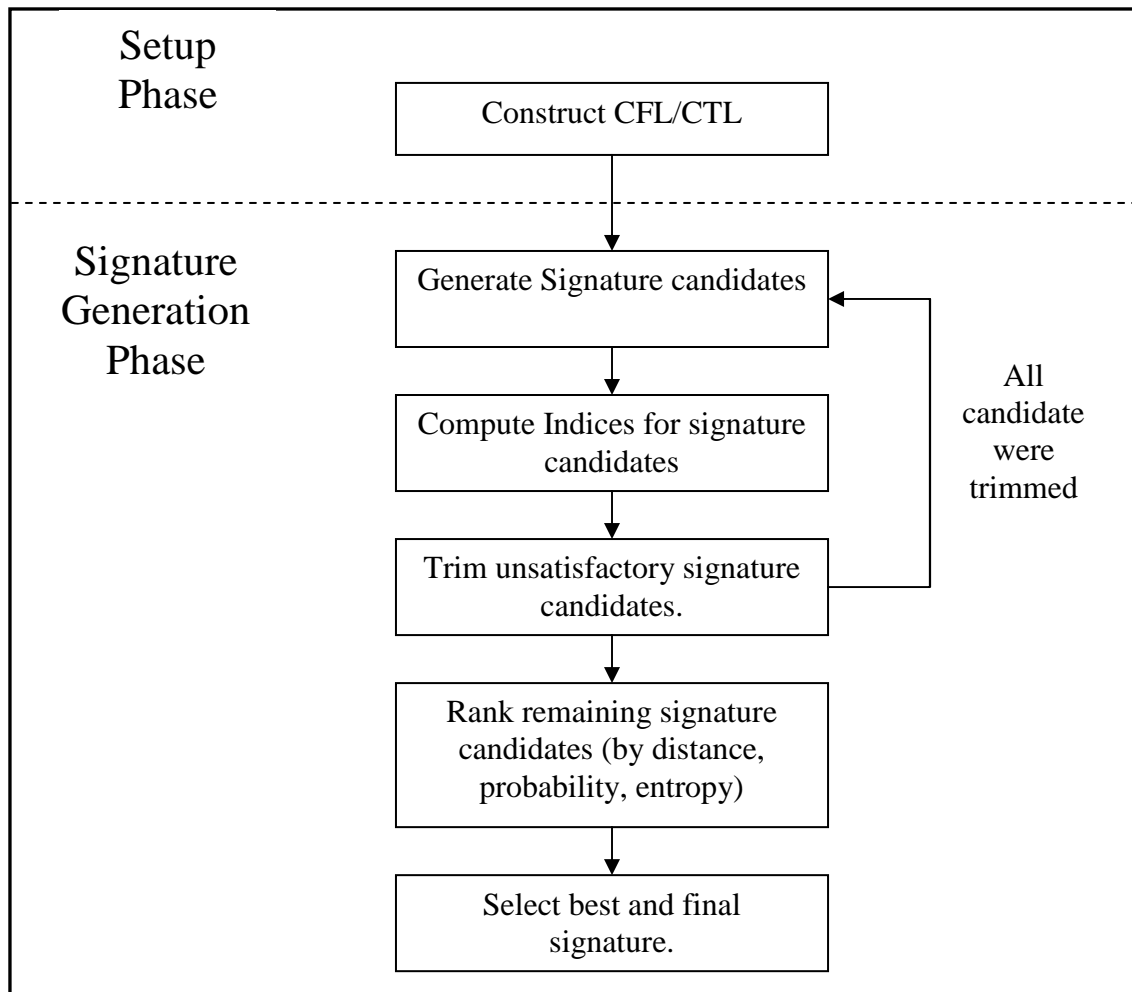 Setup
Phase
Construct CFL/CTL
Signature
Generation
Phase
Generate Signature candidates
Compute Indices for signature
candidates
All
candidate
were
trimmed
Trim unsatisfactory signature
candidates.
Rank remaining signature
candidates (by distance,
probability, entropy)
Select best and final
signature.